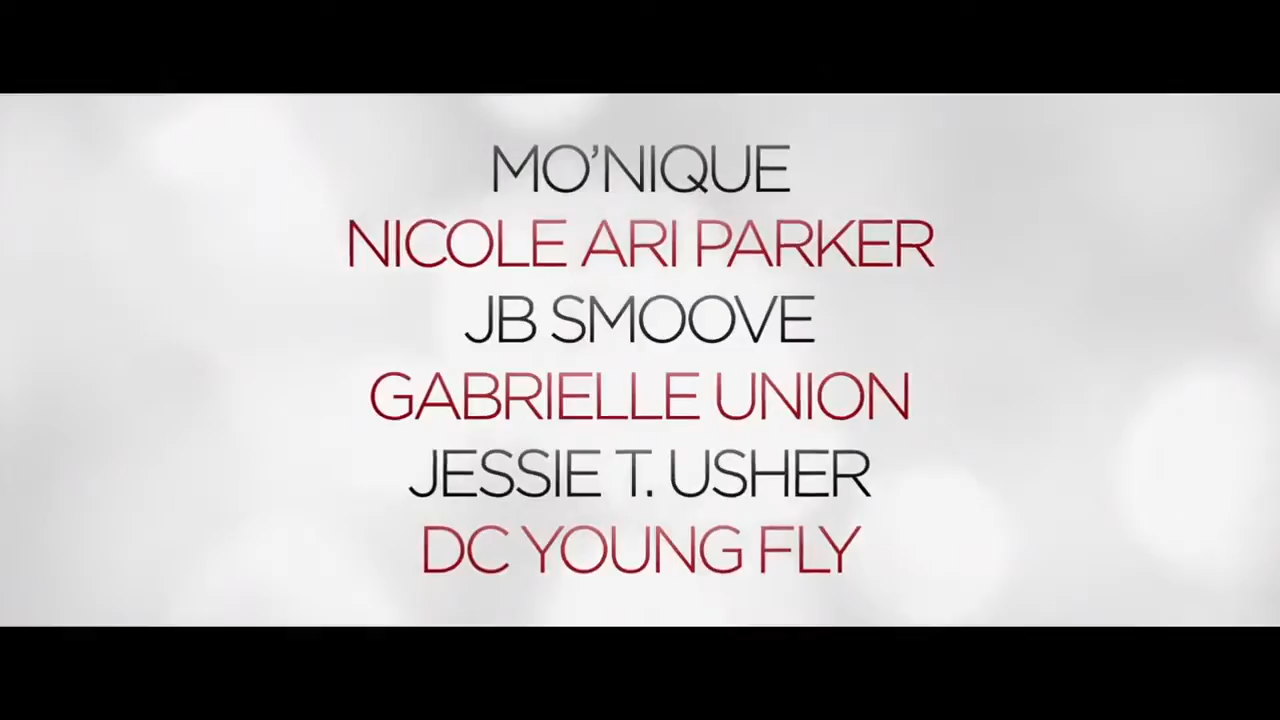 MO’NIQUE
NICOLE ARI PARKER
JB SMOOVE
GABRIELLE UNION
JESSIE T. USHER
DC YOUNG FLY